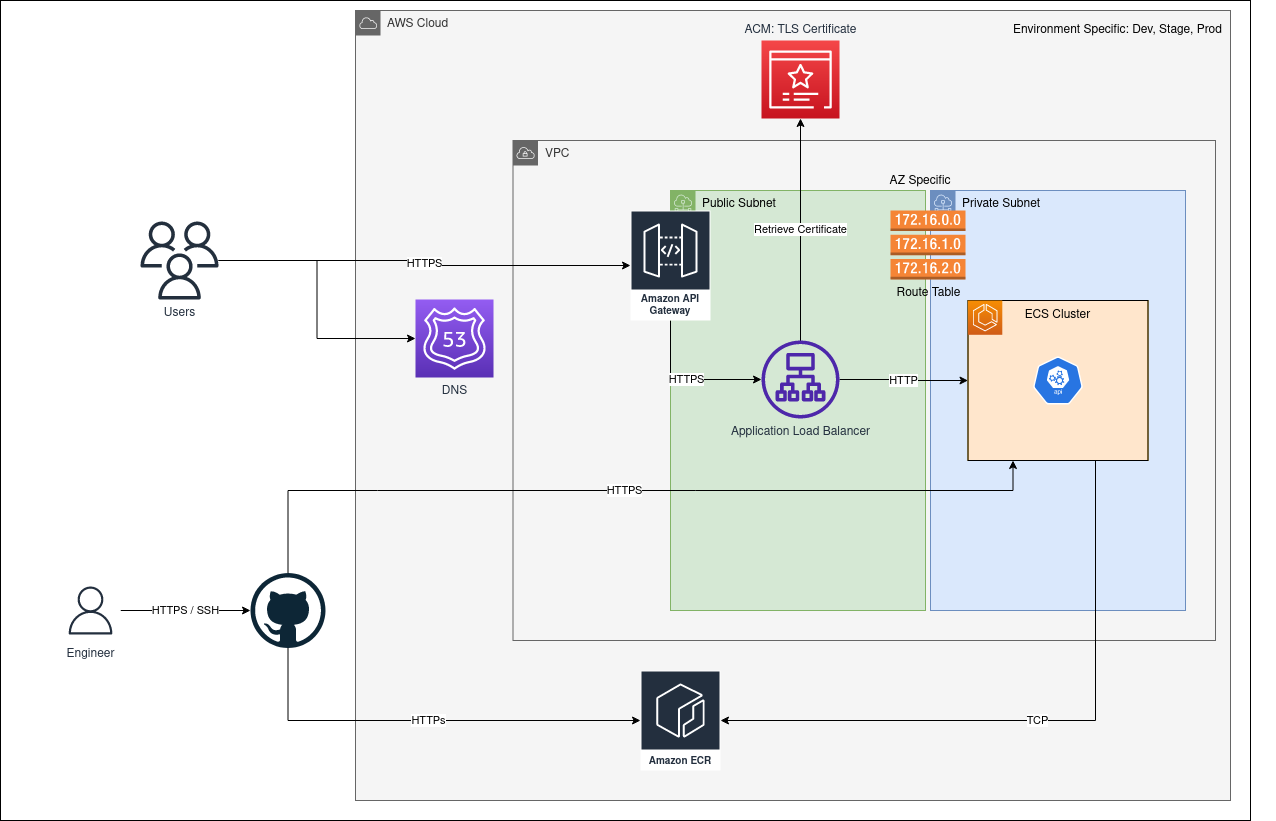 AWS Cloud
ACM: TLS Certificate
Environment Specific: Dev, Stage, Prod
VPC
AZ Specific
Public Subnet
Private Subnet
172.16.0.0
172.16.1.0
172.16.2.0
Route Table
Retrieve Certificate
Users
HTTPS
Amazon API
Gateway
53
DNS
ECS Cluster
api
HTTPS
HTTP
Application Load Balancer
HTTPS
HTTPS / SSH
Engineer
HTTPs
TCP
Amazon ECR